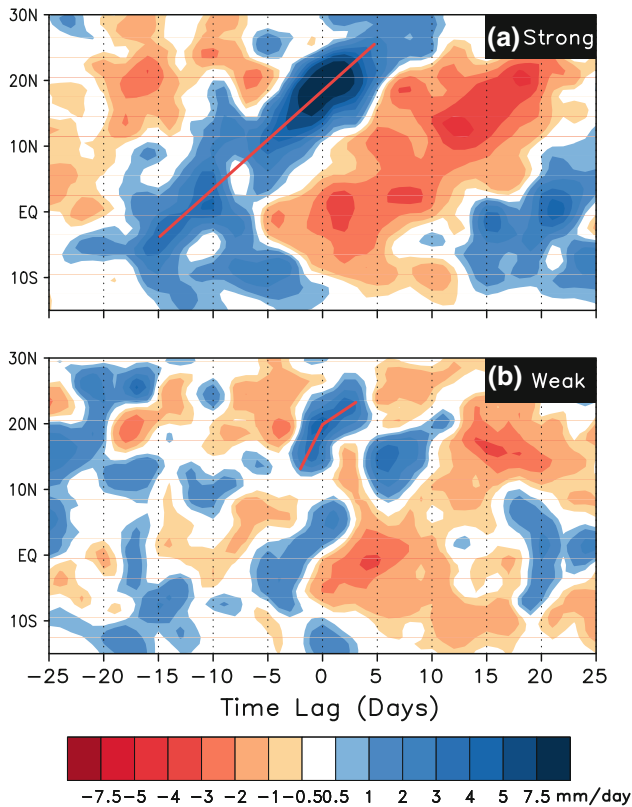 30N
(a) Strong
20N
10N
EQ
10S
30N
(b) Weak
20N
10N
EQ
10S
-25 -20 -15 -10 -5 0 5 10 15 20 25
Time Lag (Days)
-7.5 -5 -4 -3 -2 -1 -0.5 0.5 1 2 3 4 5 7.5 mm/day